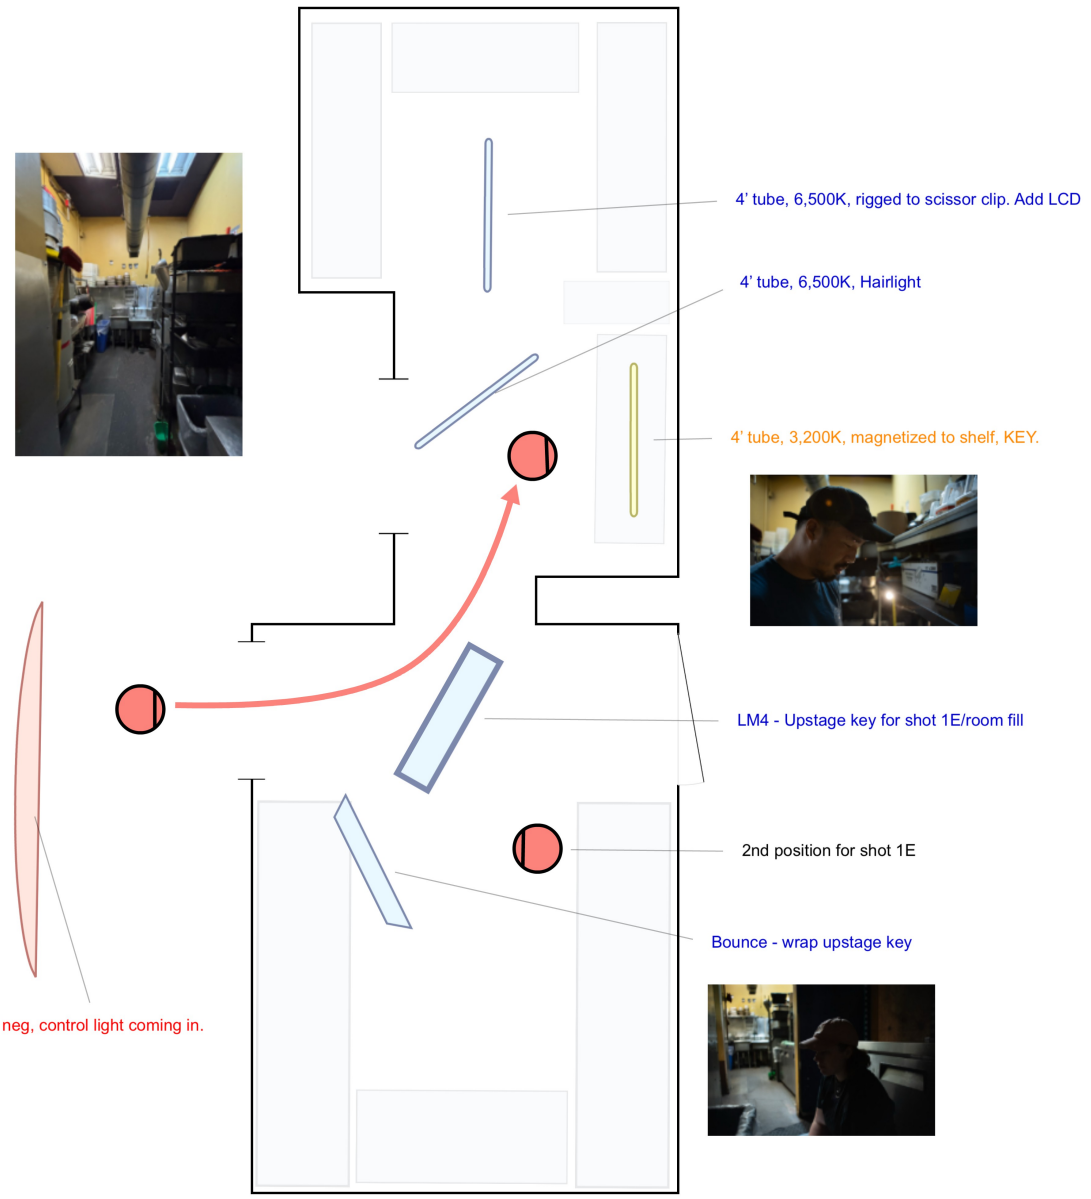 4’ tube, 6,500K, rigged to scissor clip. Add LCD
4’ tube, 6,500K, Hairlight
4’ tube, 3,200K, magnetized to shelf, KEY.
LM4 - Upstage key for shot 1E/room fill
2nd position for shot 1E
Bounce - wrap upstage key
neg, control light coming in.